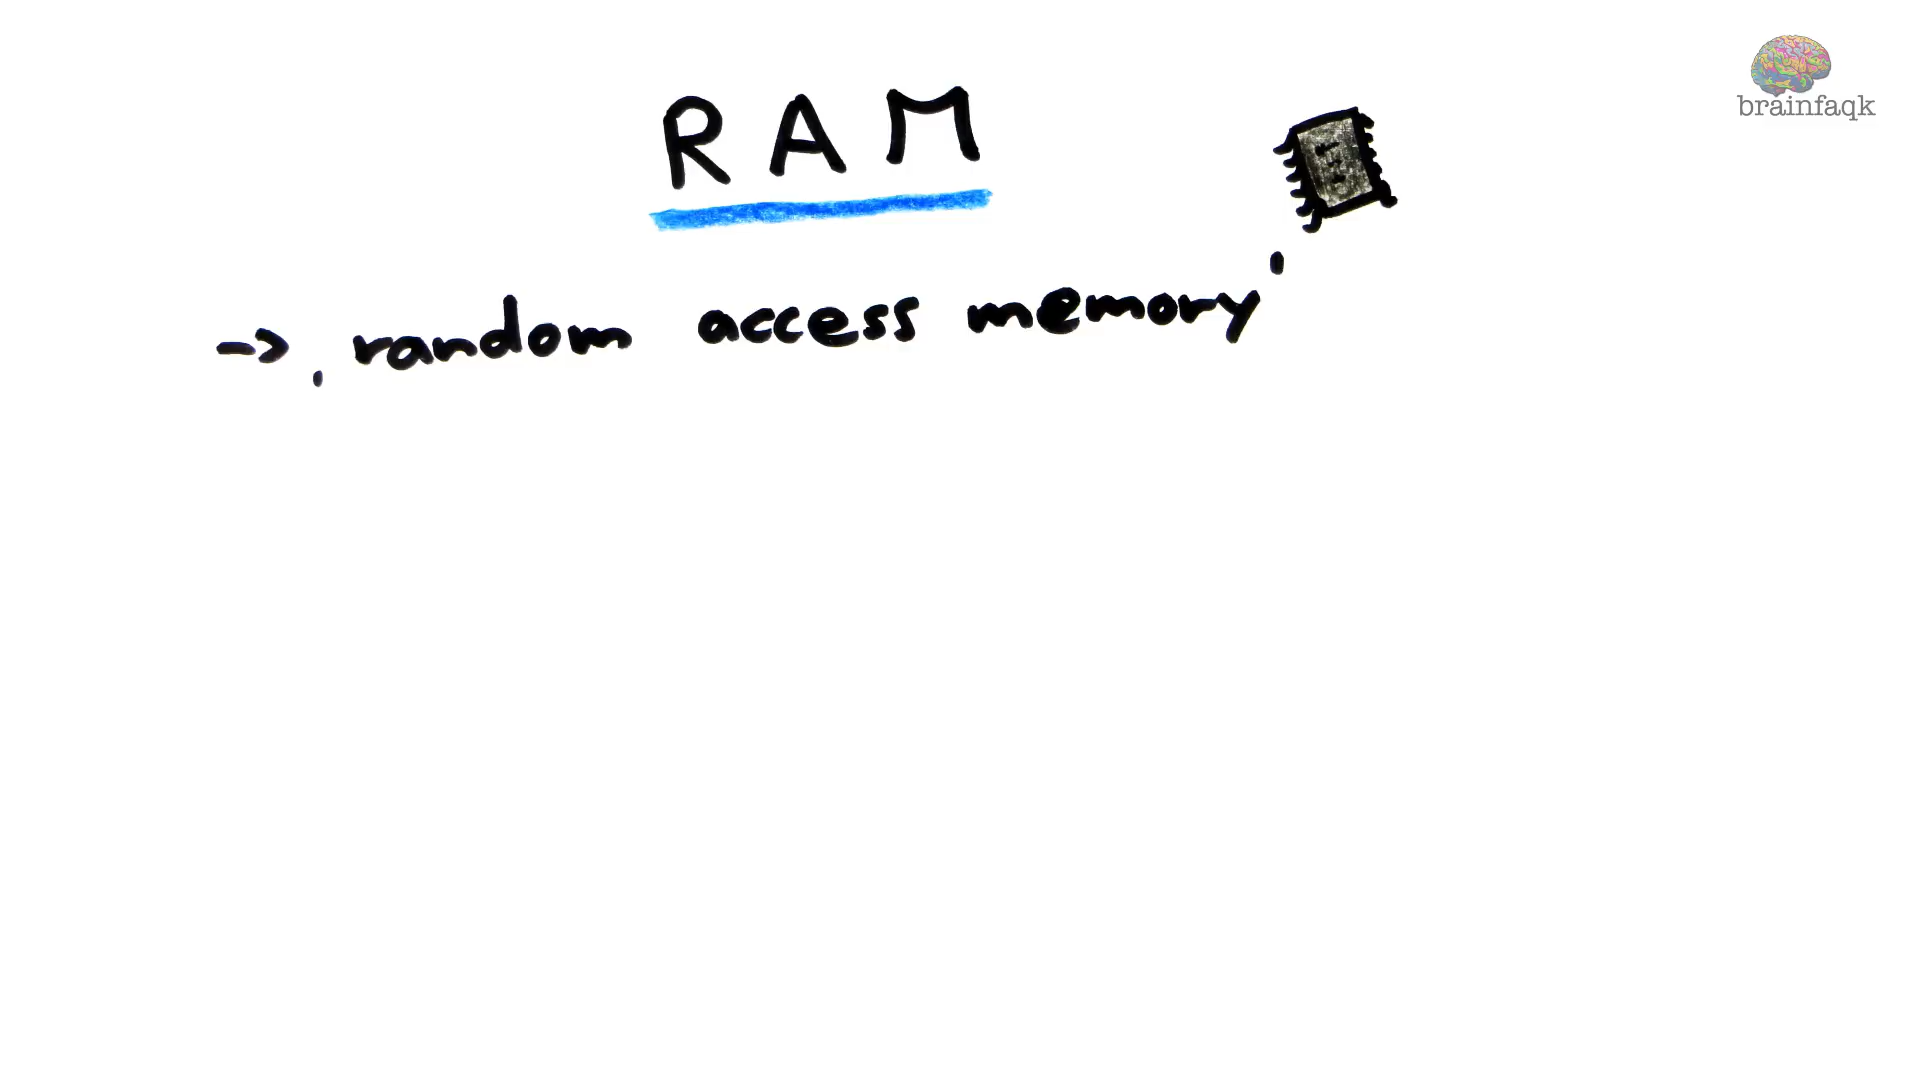 RAM
brainfaqk
→ 'random access memory'